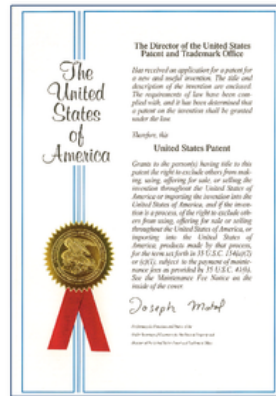 The
United
States
of
America
The Director of the United States
Patent and Trademark Office
Has received an application for a patent for
a new and useful invention. The title and
description of the invention are enclosed.
The requirements of law have been com-
plied with, and it has been determined that
a patent on the invention shall be granted
under the law.
Therefore, this
United States Patent
Grants to the person(s) having title to this
patent the right to exclude others from mak-
ing, using, offering for sale, or selling the
invention throughout the United States of
America or importing the invention into the
United States of America, and if the inven-
tion is a process, of the right to exclude oth-
ers from using, offering for sale or selling
throughout the United States of America, or
importing into the United States of
America, products made by that process,
for the term set forth in 35 U.S.C. 154(a)(2)
or (c)(1), subject to the payment of mainte-
nance fees as provided by 35 U.S.C. 41(b).
See the Maintenance Fee Notice on the
inside of the cover.